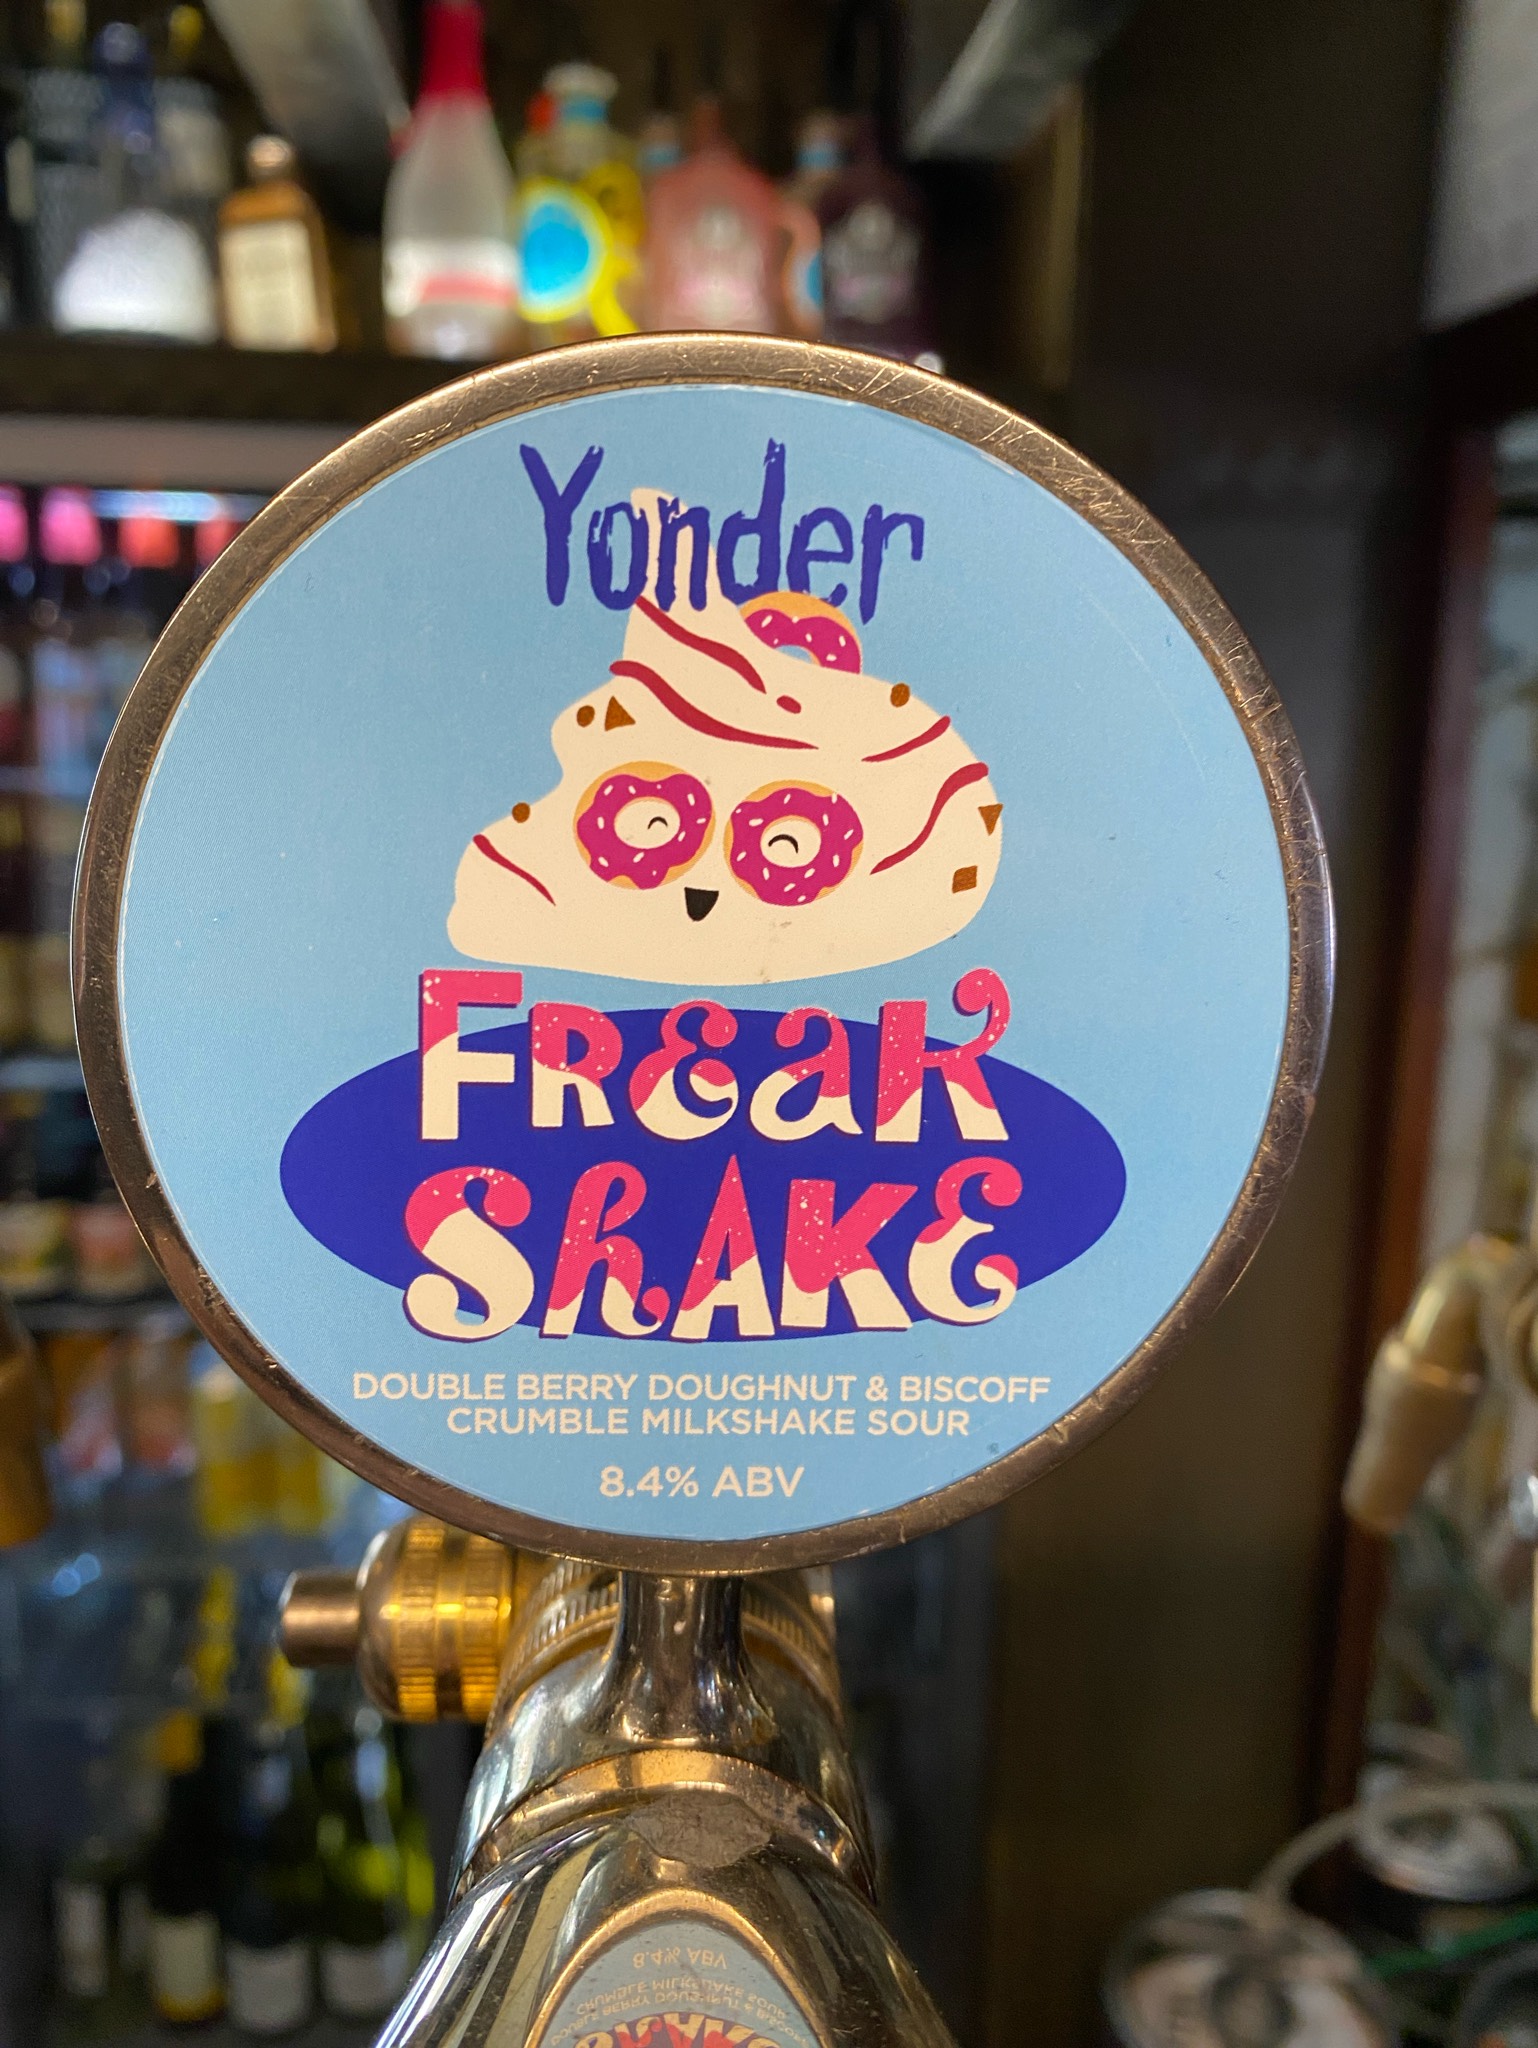 Yonder
FREAK
SHAKE
DOUBLE BERRY DOUGHNUT & BISCOFF
CRUMBLE MILKSHAKE SOUR
8.4% ABV